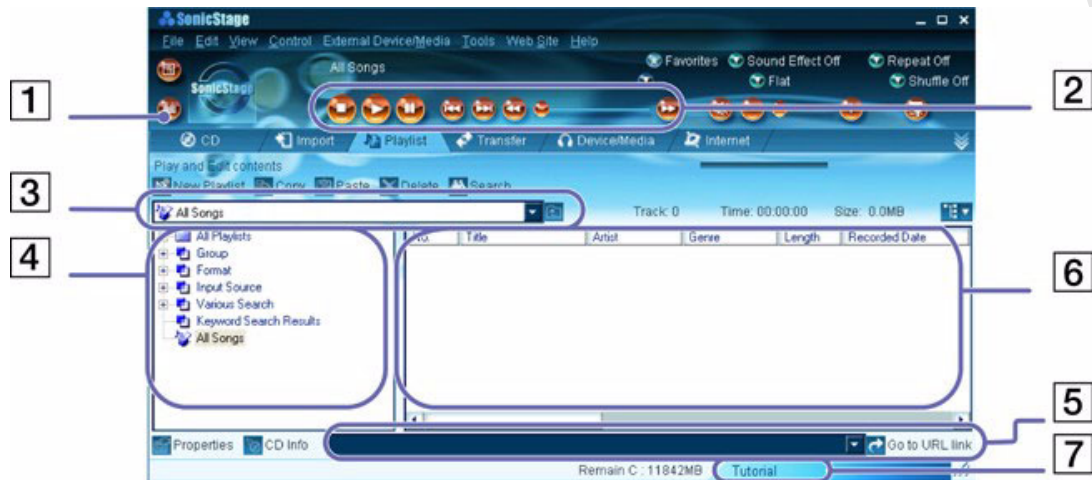 SonicStage
File Edit View Control External Device/Media Tools Web Site Help
All Songs
Favorites Sound Effect Off Repeat Off
Flat Shuffle Off
SonicStage
1
2
CD Import Playlist Transfer Device/Media Internet
Play and Edit contents
New Playlist Copy Paste Delete Search
3
All Songs
Track: 0 Time: 00:00:00 Size: 0.0MB
4
All Playlists
Group
Format
Input Source
Various Search
Keyword Search Results
All Songs
No. Title Artist Genre Length Recorded Date
6
5
Properties CD Info
Go to URL link
7
Remain C : 11842MB Tutorial